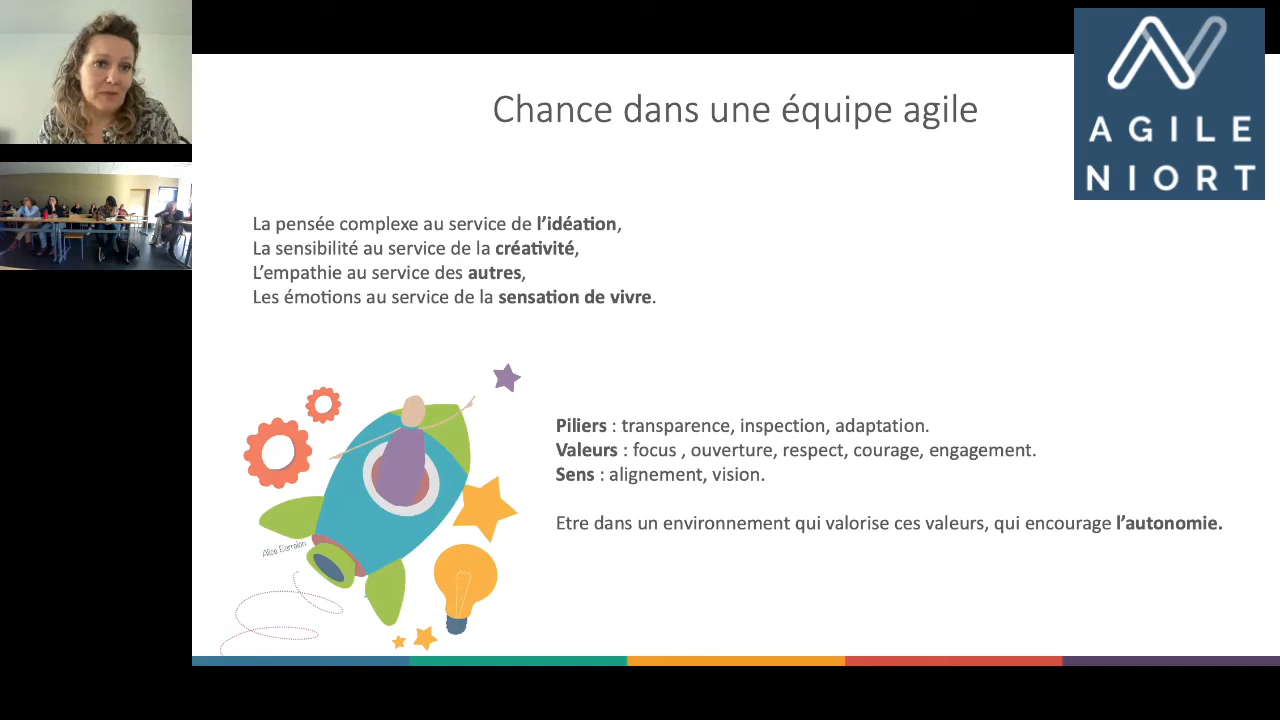 Chance dans une équipe agile
AGILE
NIORT
La pensée complexe au service de l'idéation,
La sensibilité au service de la créativité,
L'empathie au service des autres,
Les émotions au service de la sensation de vivre.
Piliers : transparence, inspection, adaptation.
Valeurs : focus , ouverture, respect, courage, engagement.
Sens : alignement, vision.
Etre dans un environnement qui valorise ces valeurs, qui encourage l'autonomie.
Alice Barralon